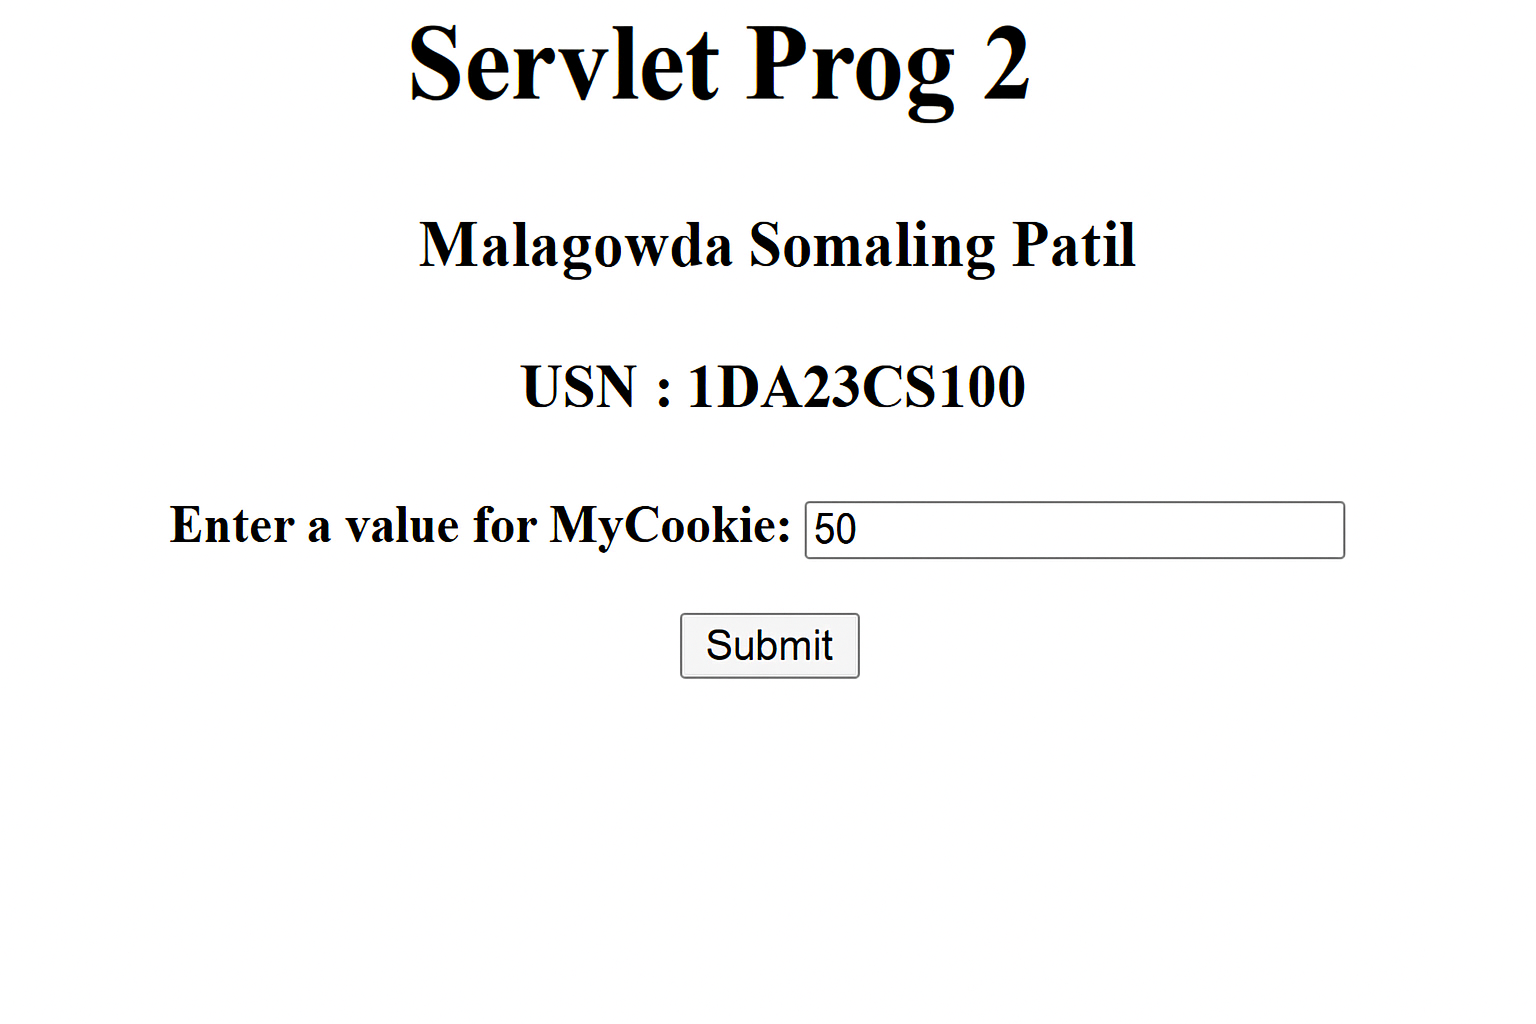 Servlet Prog 2
Malagowda Somaling Patil
USN : 1DA23CS100
Enter a value for MyCookie: 50
Submit